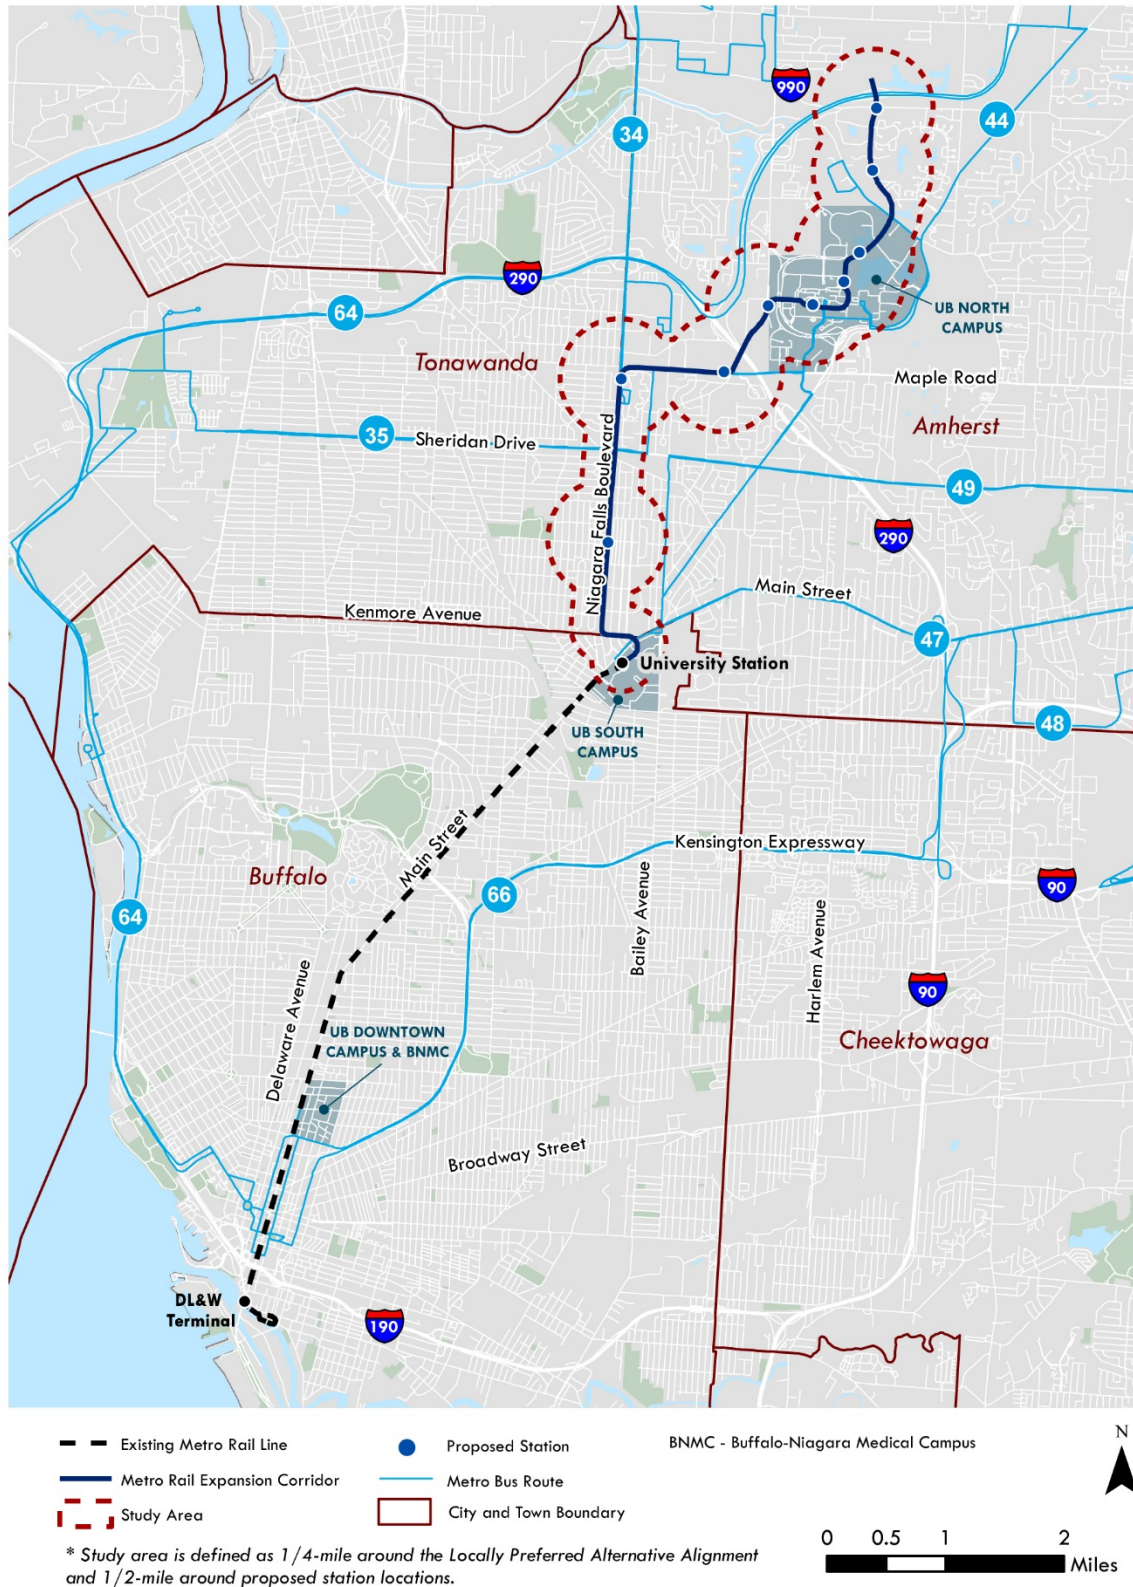 990
34
44
290
64
UB NORTH
CAMPUS
Tonawanda
Maple Road
Amherst
35
Sheridan Drive
Niagara Falls Boulevard
49
290
Main Street
Kenmore Avenue
47
University Station
UB SOUTH
CAMPUS
48
Main Street
Kensington Expressway
Buffalo
66
90
64
Bailey Avenue
Harlem Avenue
Delaware Avenue
90
UB DOWNTOWN
CAMPUS & BNMC
Cheektowaga
Broadway Street
DL&W
Terminal
190
Existing Metro Rail Line
Proposed Station
BNMC - Buffalo-Niagara Medical Campus
N
Metro Rail Expansion Corridor
Metro Bus Route
Study Area
City and Town Boundary
* Study area is defined as 1/4-mile around the Locally Preferred Alternative Alignment
and 1/2-mile around proposed station locations.
0 0.5 1 2
Miles